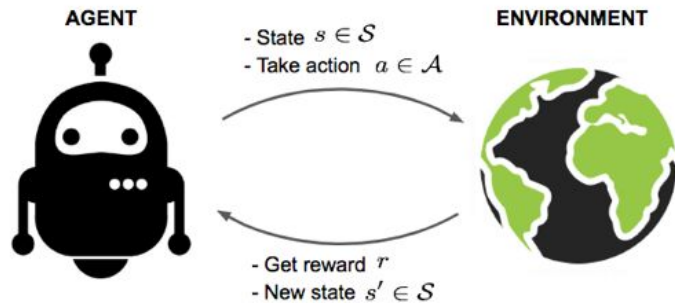 AGENT
ENVIRONMENT
- State s ∈ 𝒮
- Take action a ∈ 𝒜
- Get reward r
- New state s′ ∈ 𝒮